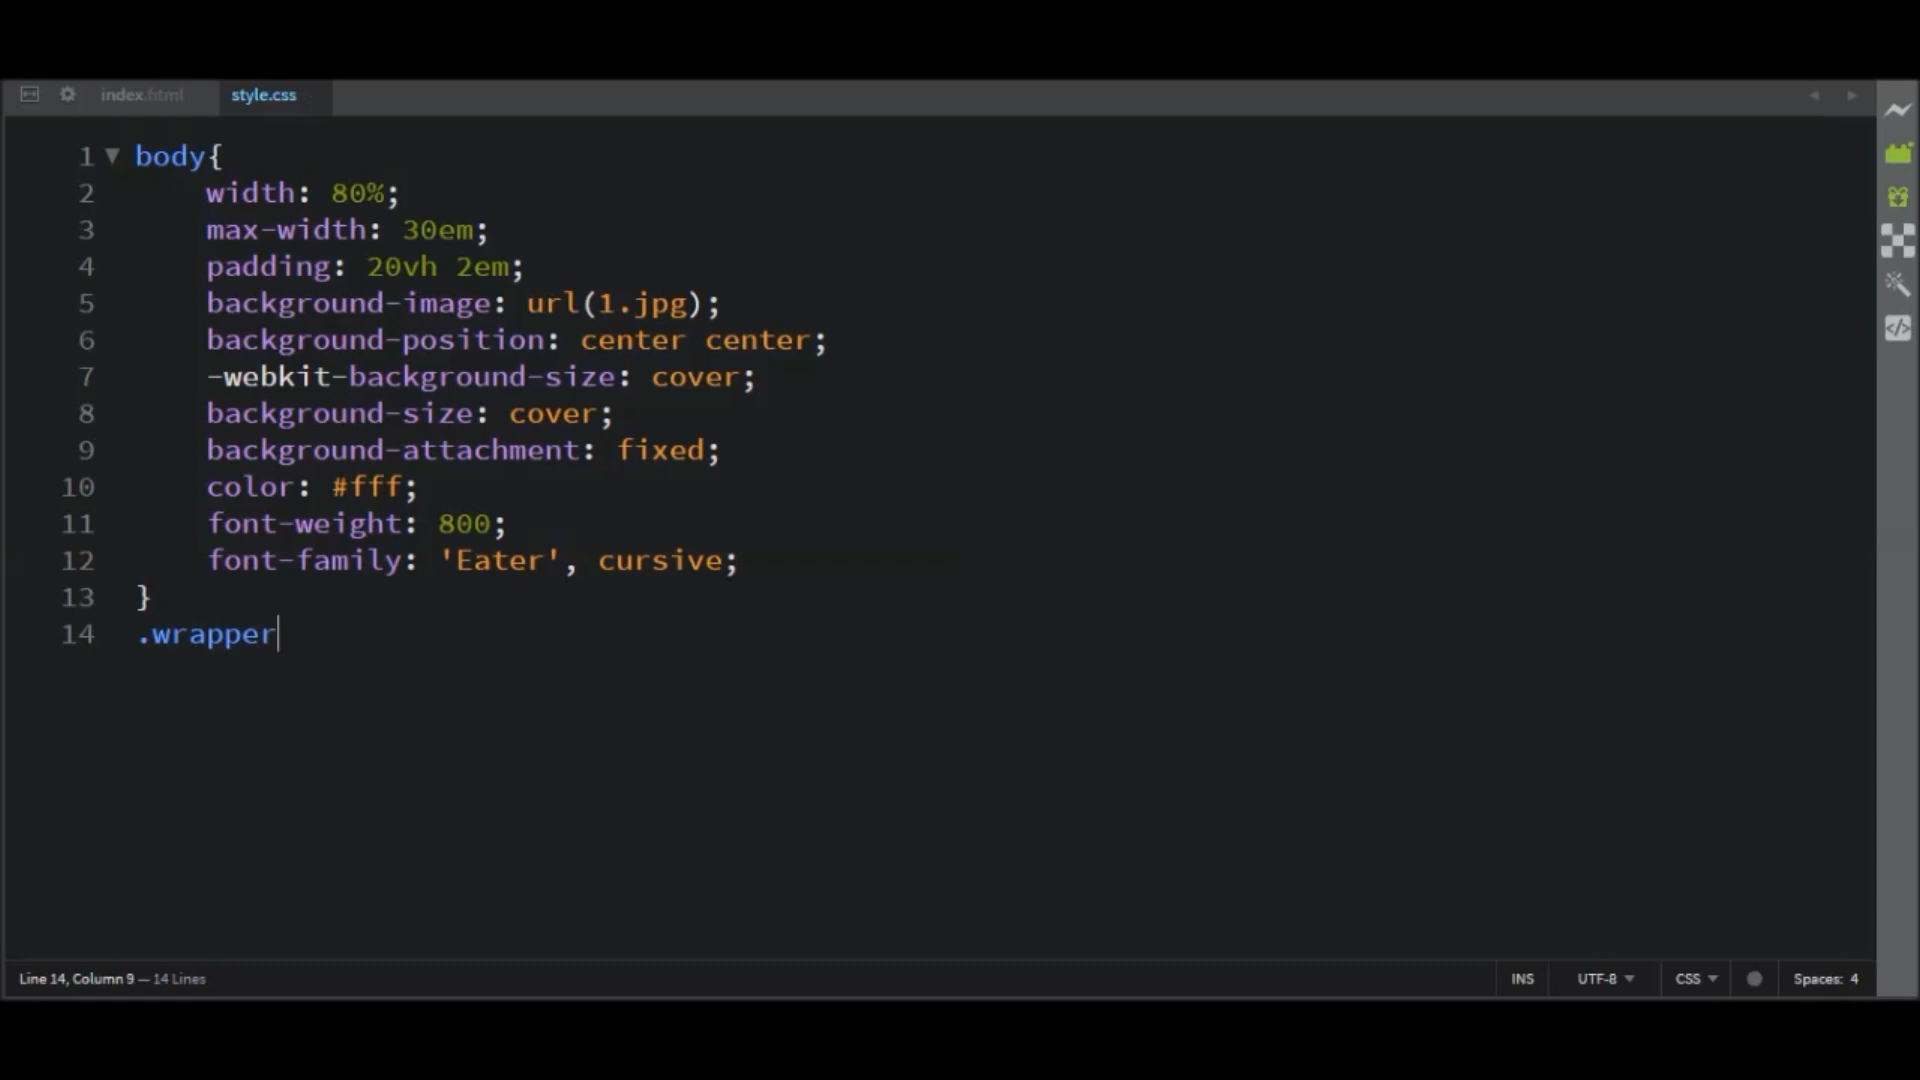 index.html style.css
1 body{
2 width: 80%;
3 max-width: 30em;
4 padding: 20vh 2em;
5 background-image: url(1.jpg);
6 background-position: center center;
7 -webkit-background-size: cover;
8 background-size: cover;
9 background-attachment: fixed;
10 color: #fff;
11 font-weight: 800;
12 font-family: 'Eater', cursive;
13 }
14 .wrapper
Line 14, Column 9 — 14 Lines INS UTF-8 CSS Spaces: 4